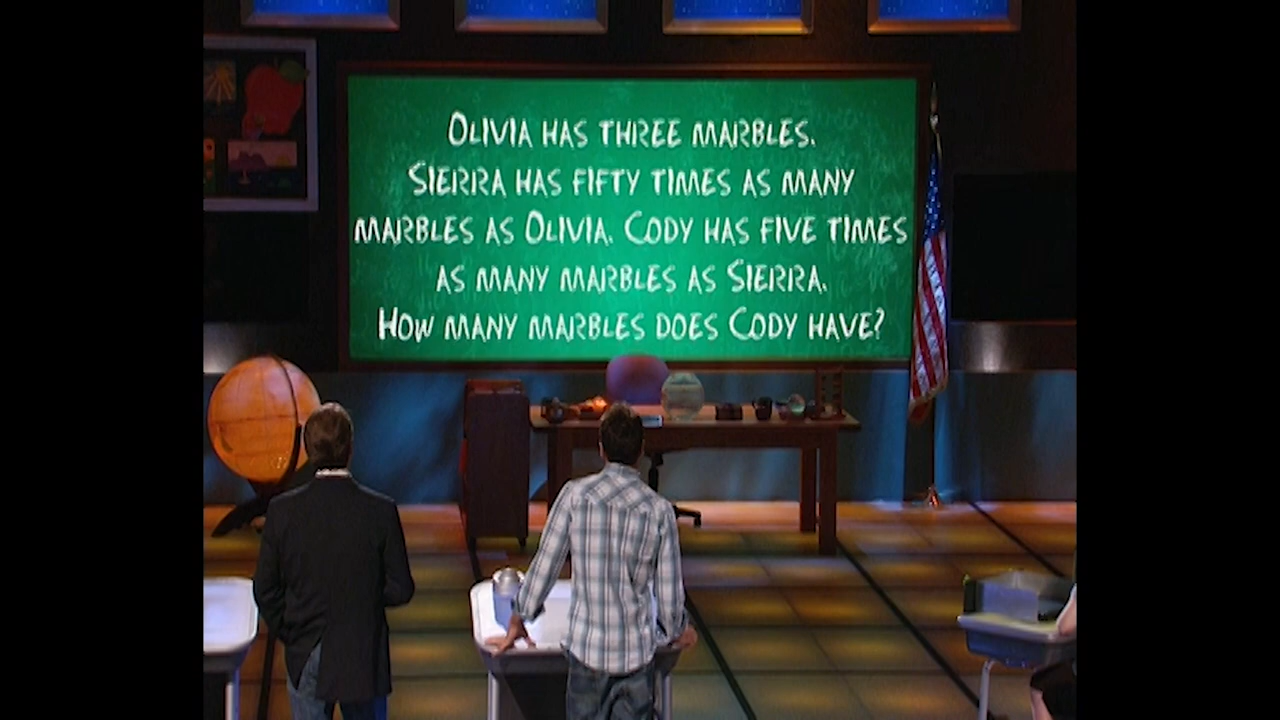 OLIVIA HAS THREE MARBLES.
SIERRA HAS FIFTY TIMES AS MANY
MARBLES AS OLIVIA. CODY HAS FIVE TIMES
AS MANY MARBLES AS SIERRA.
HOW MANY MARBLES DOES CODY HAVE?